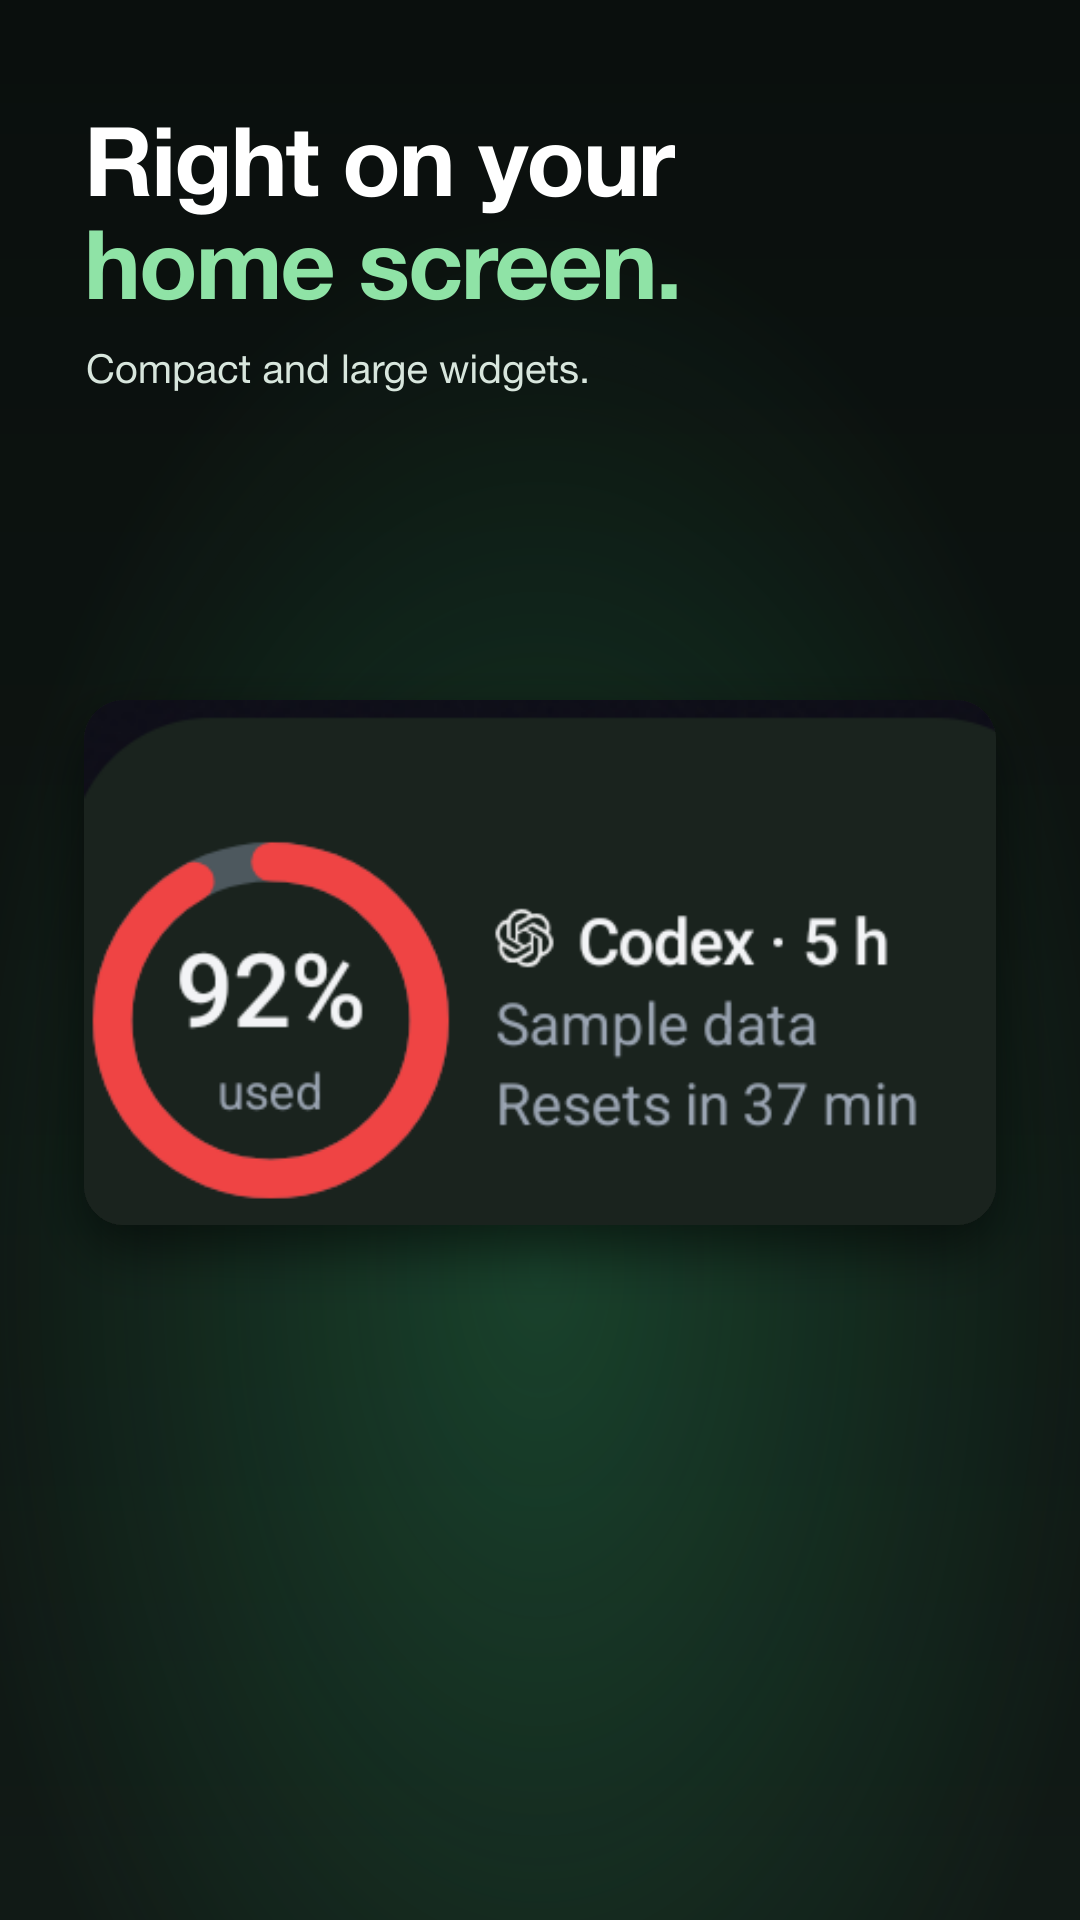 Right on your
home screen.
Compact and large widgets.
92%
used
Codex · 5 h
Sample data
Resets in 37 min